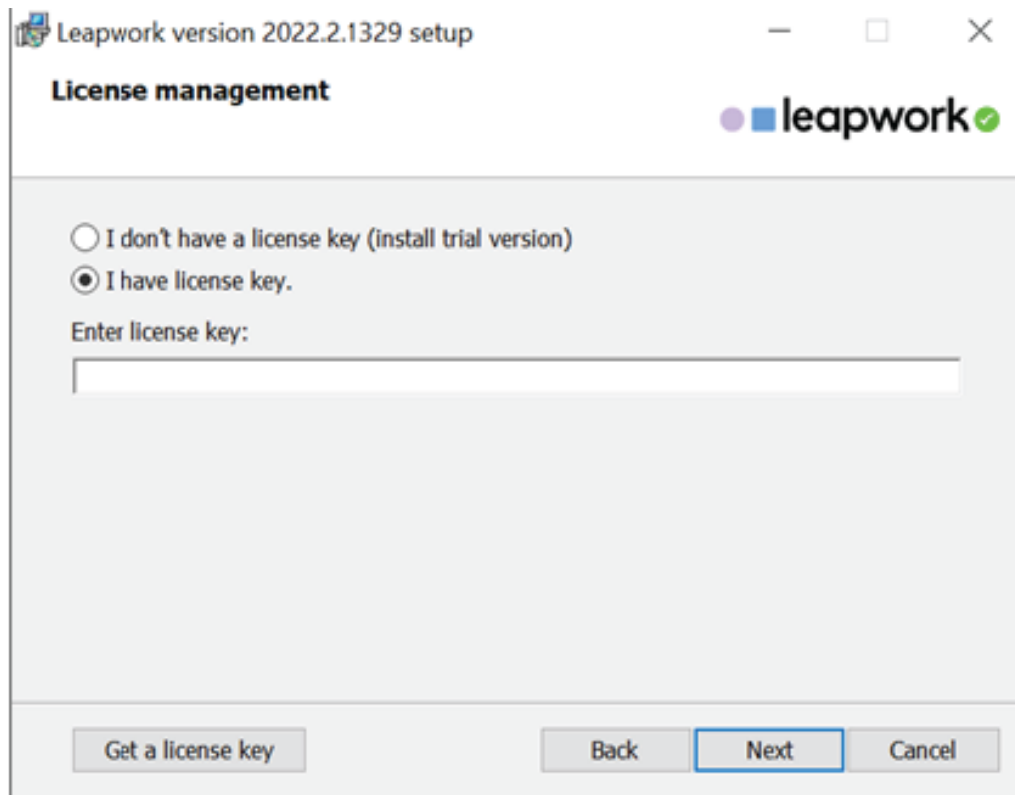 Leapwork version 2022.2.1329 setup
License management
leapwork
I don't have a license key (install trial version)
I have license key.
Enter license key:
Get a license key
Back
Next
Cancel